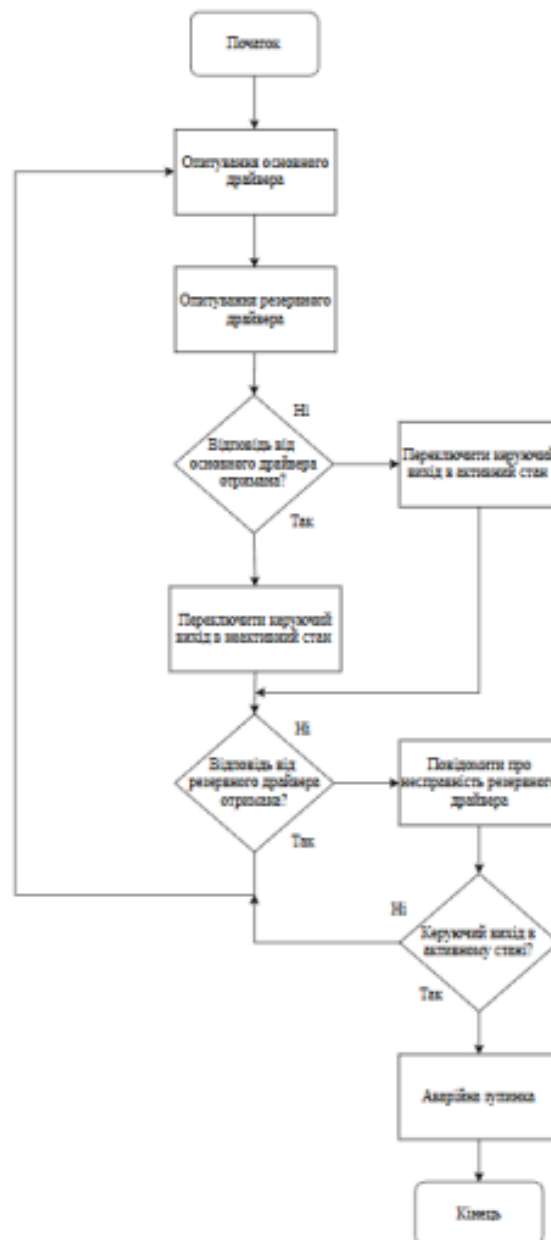 Початок
Опитування основного
драйвера
Опитування резервного
драйвера
Ні
Відповідь від
основного драйвера
отримана?
Переключити керуючий
вихід в активний стан
Так
Переключити керуючий
вихід в неактивний стан
Ні
Відповідь від
резервного драйвера
отримана?
Повідомити про
несправність резервного
драйвера
Так
Ні
Керуючий вихід в
активному стані?
Так
Аварійна зупинка
Кінець